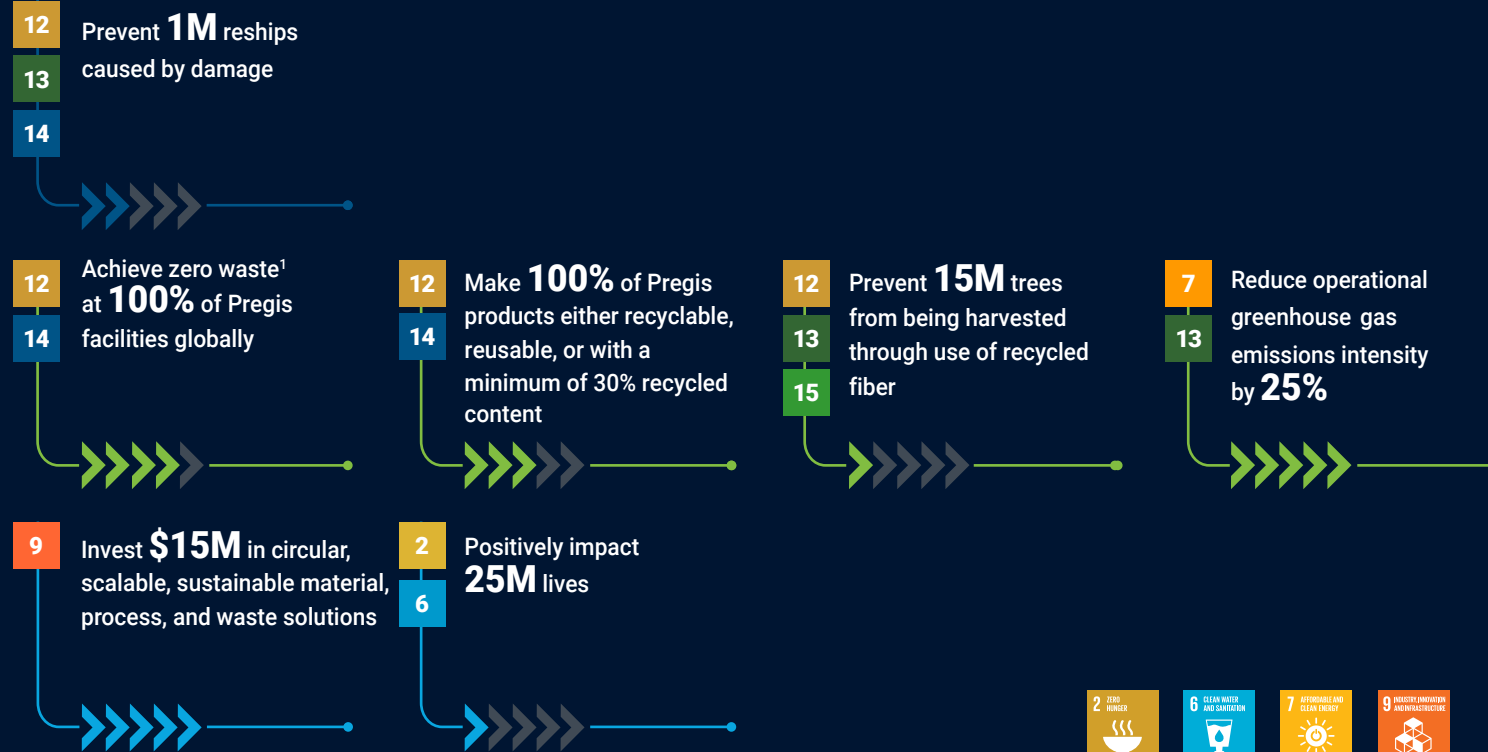 12
13
14
Prevent 1M reships
caused by damage
12
14
Achieve zero waste¹
at 100% of Pregis
facilities globally
12
14
Make 100% of Pregis
products either recyclable,
reusable, or with a
minimum of 30% recycled
content
12
13
15
Prevent 15M trees
from being harvested
through use of recycled
fiber
7
13
Reduce operational
greenhouse gas
emissions intensity
by 25%
9
Invest $15M in circular,
scalable, sustainable material,
process, and waste solutions
2
6
Positively impact
25M lives
2 ZERO
HUNGER
6 CLEAN WATER
AND SANITATION
7 AFFORDABLE AND
CLEAN ENERGY
9 INDUSTRY, INNOVATION
AND INFRASTRUCTURE